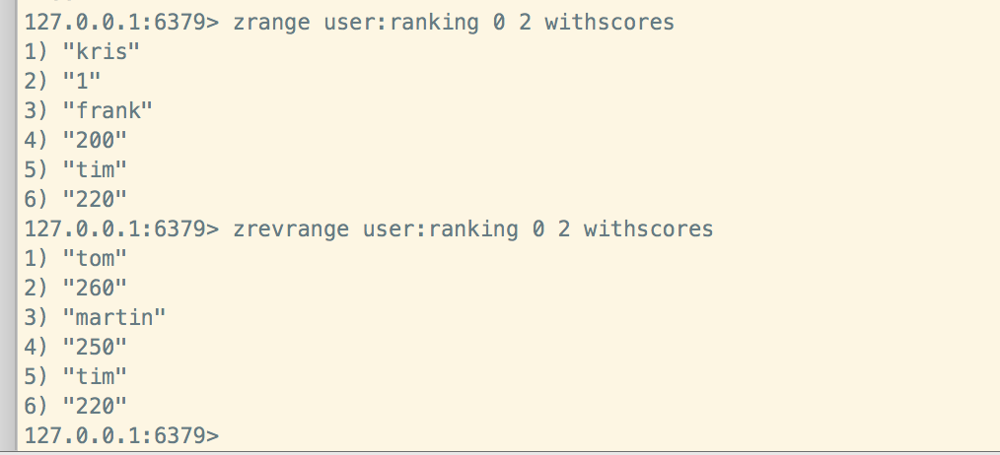 127.0.0.1:6379> zrange user:ranking 0 2 withscores
1) "kris"
2) "1"
3) "frank"
4) "200"
5) "tim"
6) "220"
127.0.0.1:6379> zrevrange user:ranking 0 2 withscores
1) "tom"
2) "260"
3) "martin"
4) "250"
5) "tim"
6) "220"
127.0.0.1:6379>